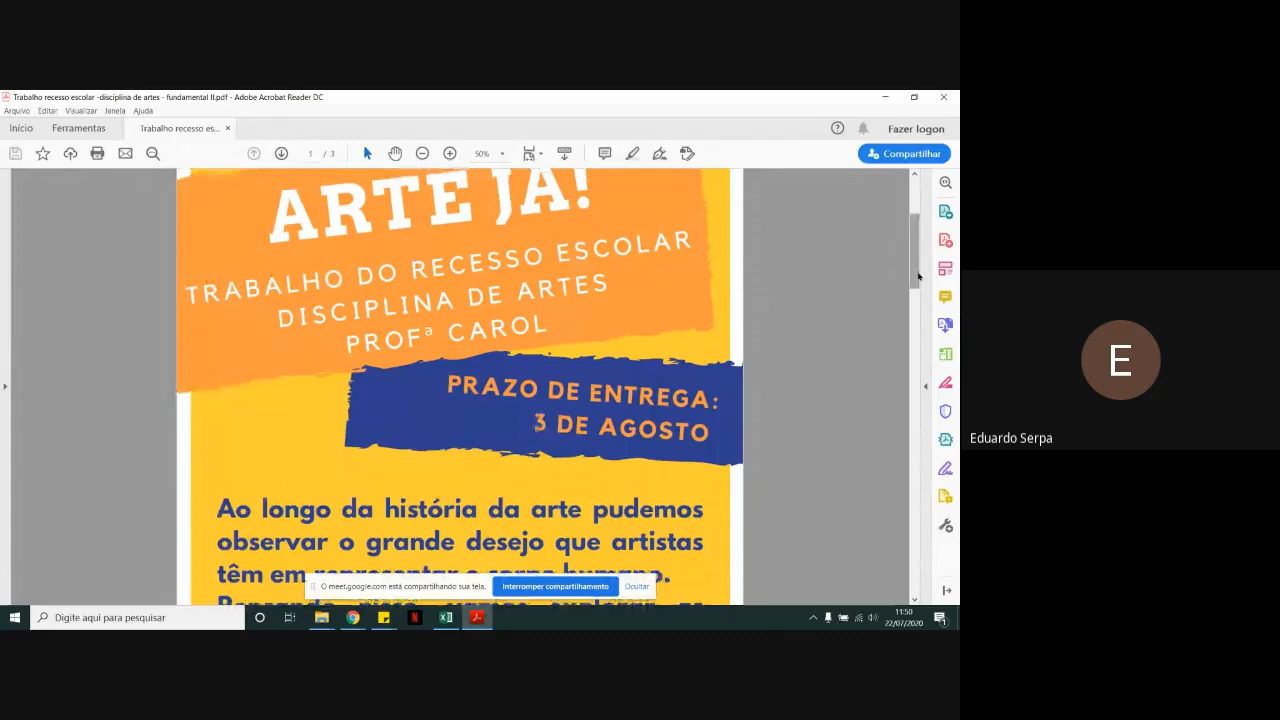 Trabalho recesso escolar -disciplina de artes - fundamental II.pdf - Adobe Acrobat Reader DC
Arquivo Editar Visualizar Janela Ajuda
Início Ferramentas Trabalho recesso es... × Fazer logon
1 / 3 50% Compartilhar
ARTE JÁ!
TRABALHO DO RECESSO ESCOLAR
DISCIPLINA DE ARTES
PROFª CAROL
PRAZO DE ENTREGA:
3 DE AGOSTO
Ao longo da história da arte pudemos
observar o grande desejo que artistas
têm em representar o corpo humano.
O meet.google.com está compartilhando sua tela. Interromper compartilhamento Ocultar
Digite aqui para pesquisar
11:50
22/07/2020
E
Eduardo Serpa